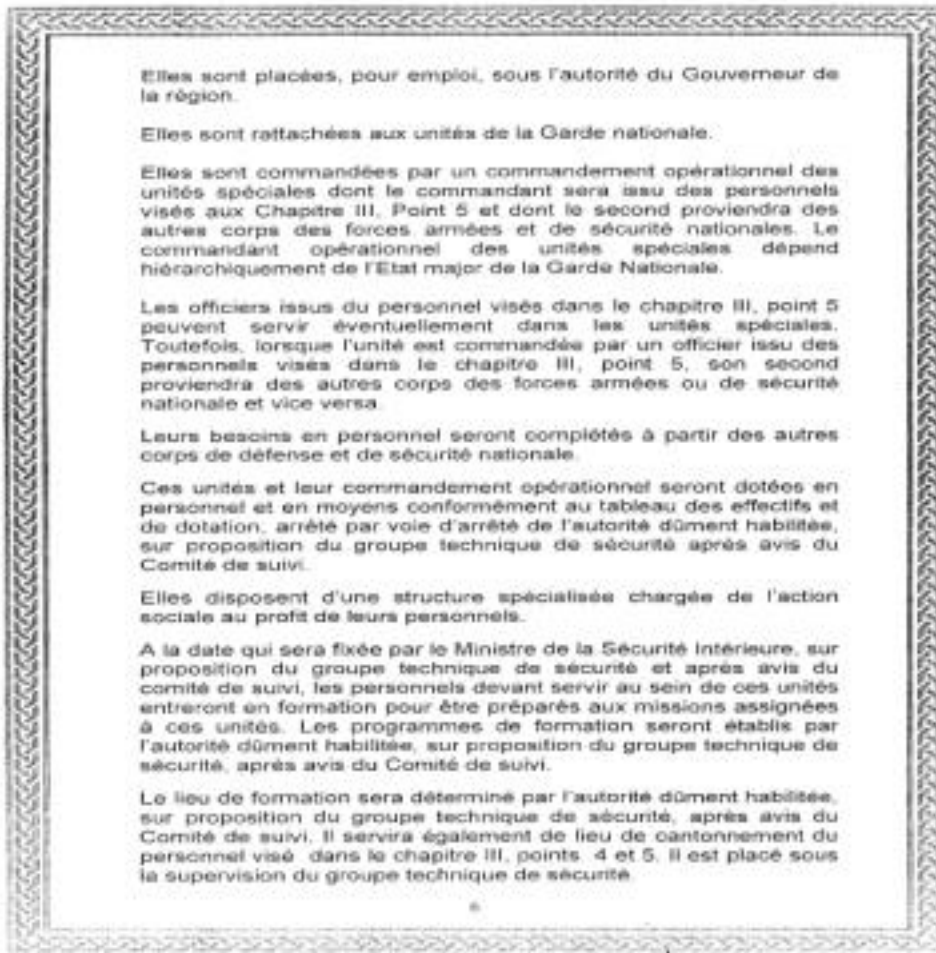 Elles sont placées, pour emploi, sous l'autorité du Gouverneur de
la région.
Elles sont rattachées aux unités de la Garde nationale.
Elles sont commandées par un commandement opérationnel des
unités spéciales dont le commandant sera issu des personnels
visés aux Chapitre III, Point 5 et dont le second proviendra des
autres corps des forces armées et de sécurité nationales. Le
commandant opérationnel des unités spéciales dépend
hiérarchiquement de l'Etat major de la Garde Nationale.
Les officiers issus du personnel visés dans le chapitre III, point 5
peuvent servir éventuellement dans les unités spéciales.
Toutefois, lorsque l'unité est commandée par un officier issu des
personnels visés dans le chapitre III, point 5, son second
proviendra des autres corps des forces armées ou de sécurité
nationale et vice versa.
Leurs besoins en personnel seront complétés à partir des autres
corps de défense et de sécurité nationale.
Ces unités et leur commandement opérationnel seront dotées en
personnel et en moyens conformément au tableau des effectifs et
de dotation, arrêté par voie d'arrêté de l'autorité dûment habilitée,
sur proposition du groupe technique de sécurité après avis du
Comité de suivi.
Elles disposent d'une structure spécialisée chargée de l'action
sociale au profit de leurs personnels.
A la date qui sera fixée par le Ministre de la Sécurité Intérieure, sur
proposition du groupe technique de sécurité et après avis du
comité de suivi, les personnels devant servir au sein de ces unités
entreront en formation pour être préparés aux missions assignées
à ces unités. Les programmes de formation seront établis par
l'autorité dûment habilitée, sur proposition du groupe technique de
sécurité, après avis du Comité de suivi.
Le lieu de formation sera déterminé par l'autorité dûment habilitée,
sur proposition du groupe technique de sécurité, après avis du
Comité de suivi. Il servira également de lieu de cantonnement du
personnel visé dans le chapitre III, points 4 et 5. Il est placé sous
la supervision du groupe technique de sécurité.